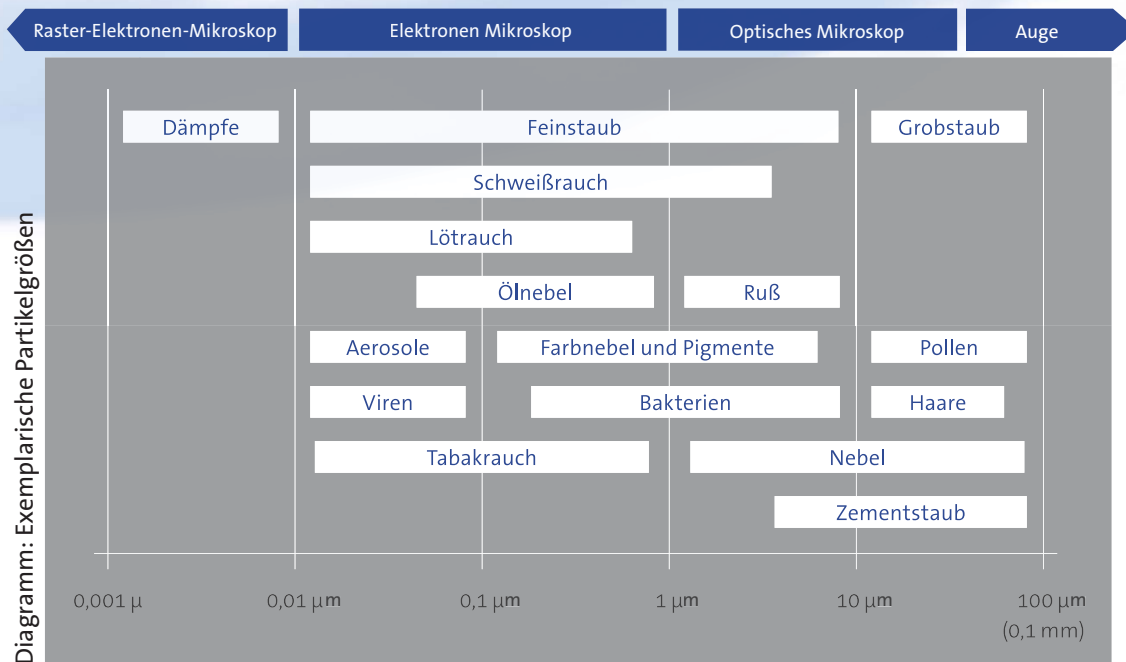 Raster-Elektronen-Mikroskop Elektronen Mikroskop Optisches Mikroskop Auge
Diagramm: Exemplarische Partikelgrößen
Dämpfe Feinstaub Grobstaub
Schweißrauch
Lötrauch
Ölnebel Ruß
Aerosole Farbnebel und Pigmente Pollen
Viren Bakterien Haare
Tabakrauch Nebel
Zementstaub
0,001 µ 0,01 µm 0,1 µm 1 µm 10 µm 100 µm
(0,1 mm)